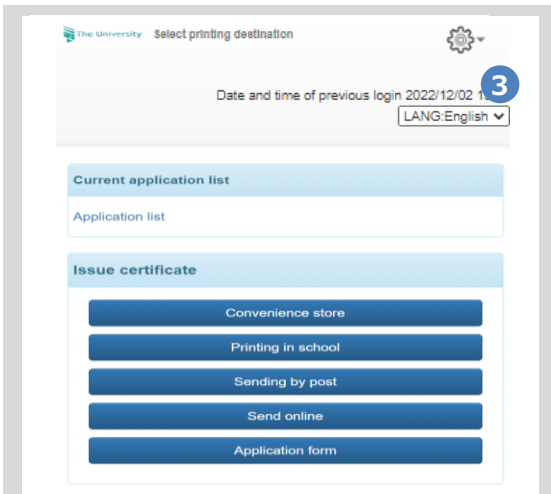 The University Select printing destination
Date and time of previous login 2022/12/02 1
3
LANG:English
Current application list
Application list
Issue certificate
Convenience store
Printing in school
Sending by post
Send online
Application form